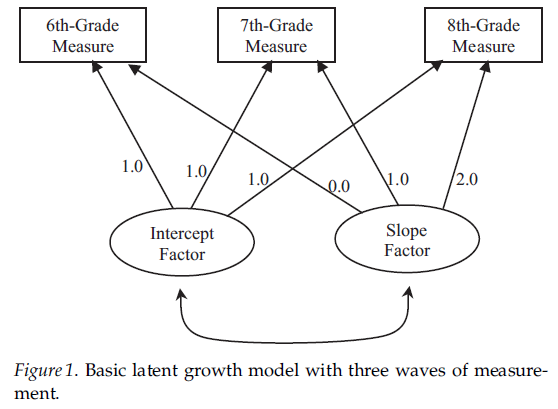 6th-Grade
Measure
7th-Grade
Measure
8th-Grade
Measure
1.0
1.0
1.0
0.0
1.0
2.0
Intercept
Factor
Slope
Factor
Figure 1. Basic latent growth model with three waves of measure-
ment.